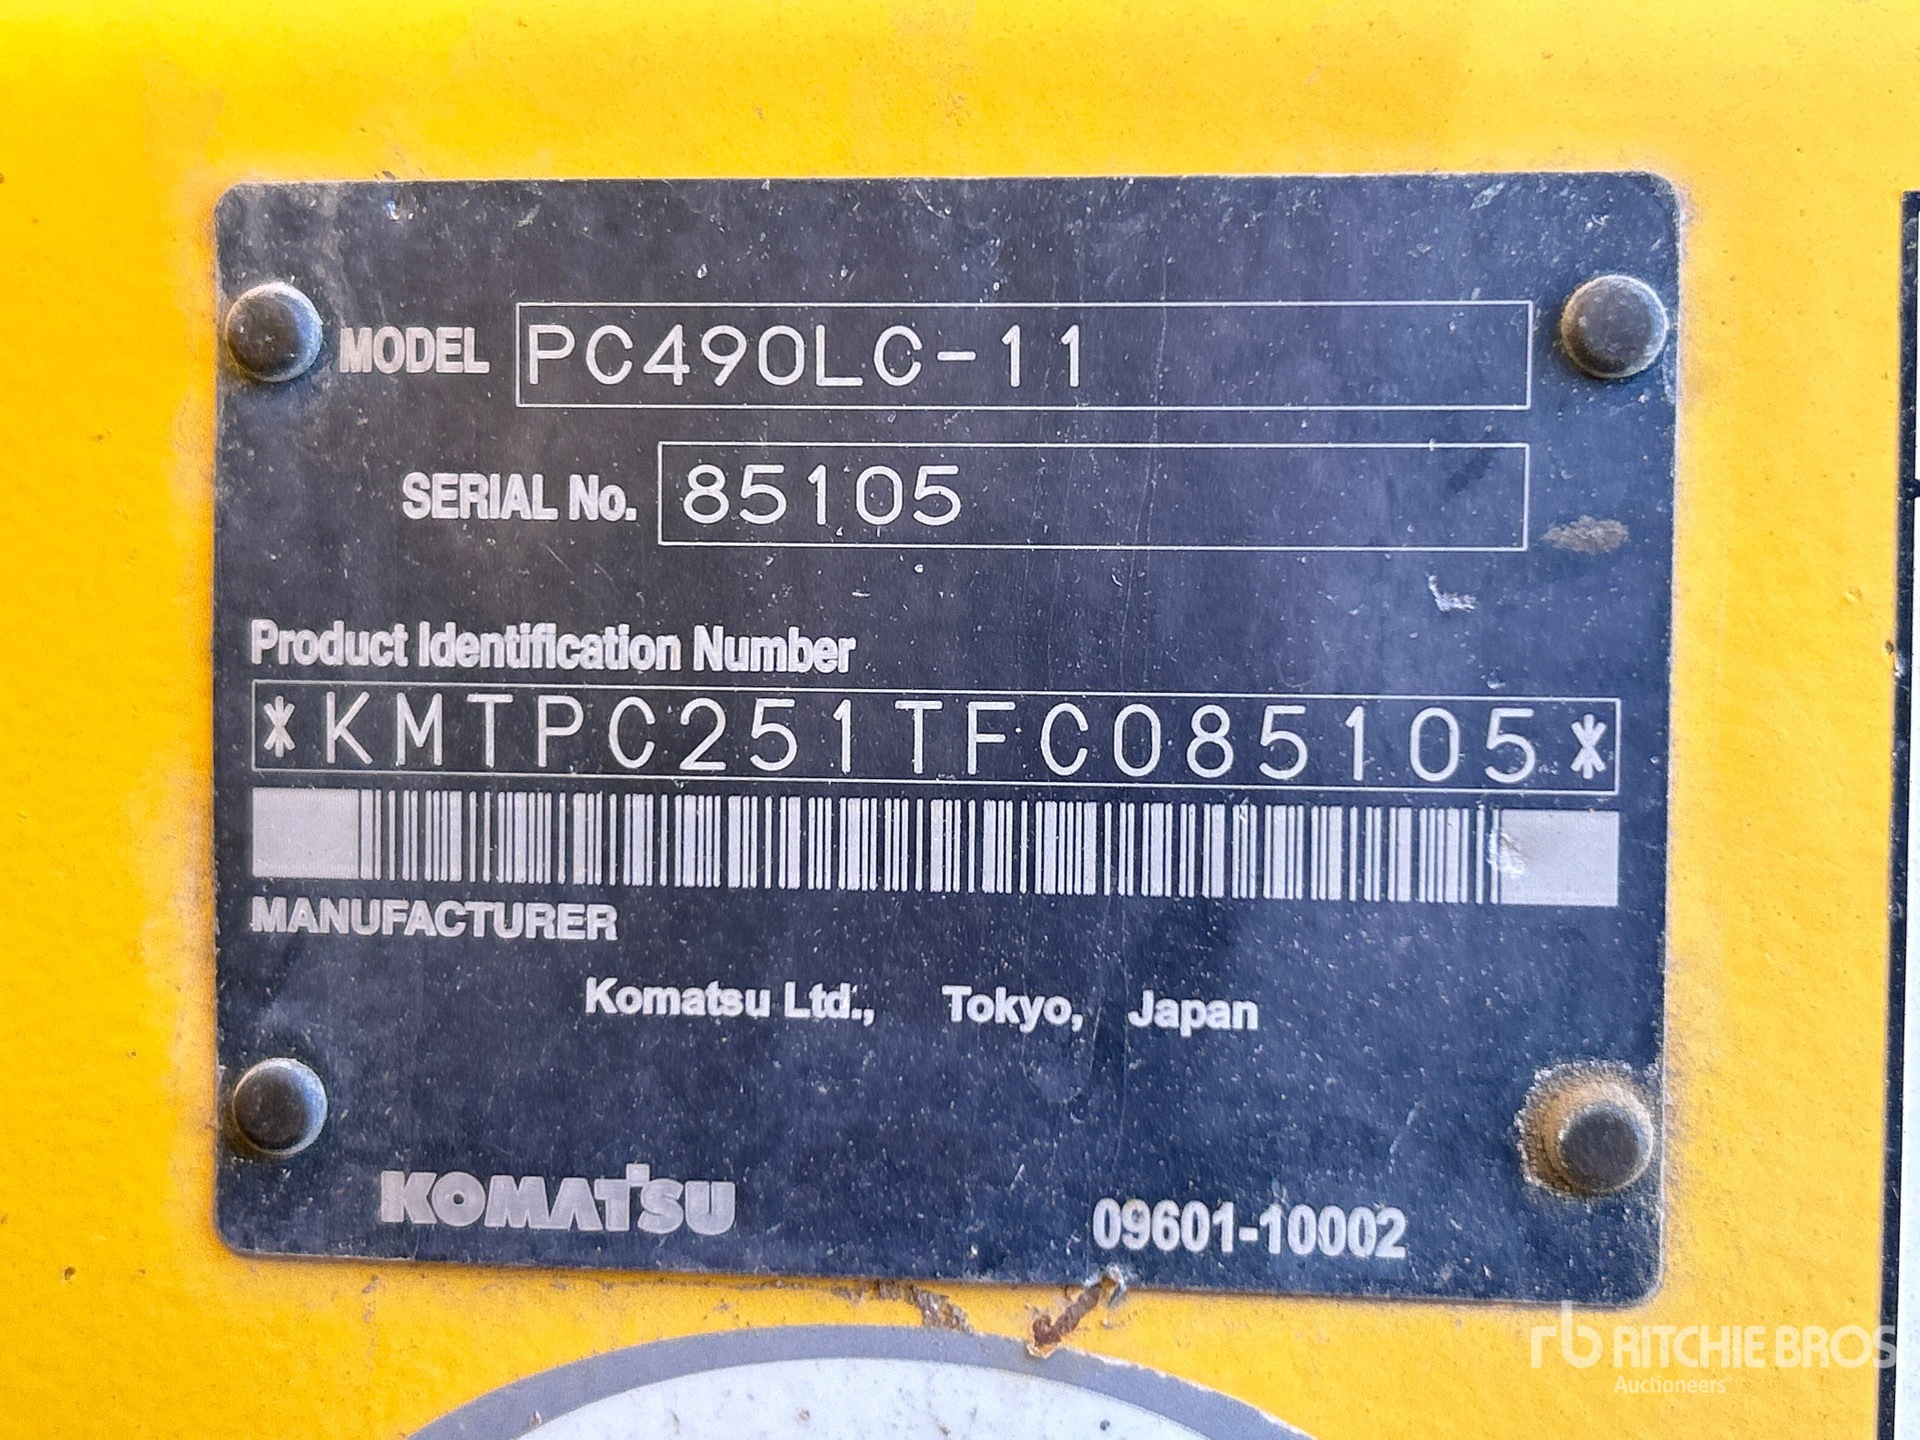 MODEL PC490LC-11
SERIAL No. 85105
Product Identification Number
*KMTPC251TFC085105*
MANUFACTURER
Komatsu Ltd., Tokyo, Japan
KOMATSU 09601-10002
rb RITCHIE BROS
Auctioneers